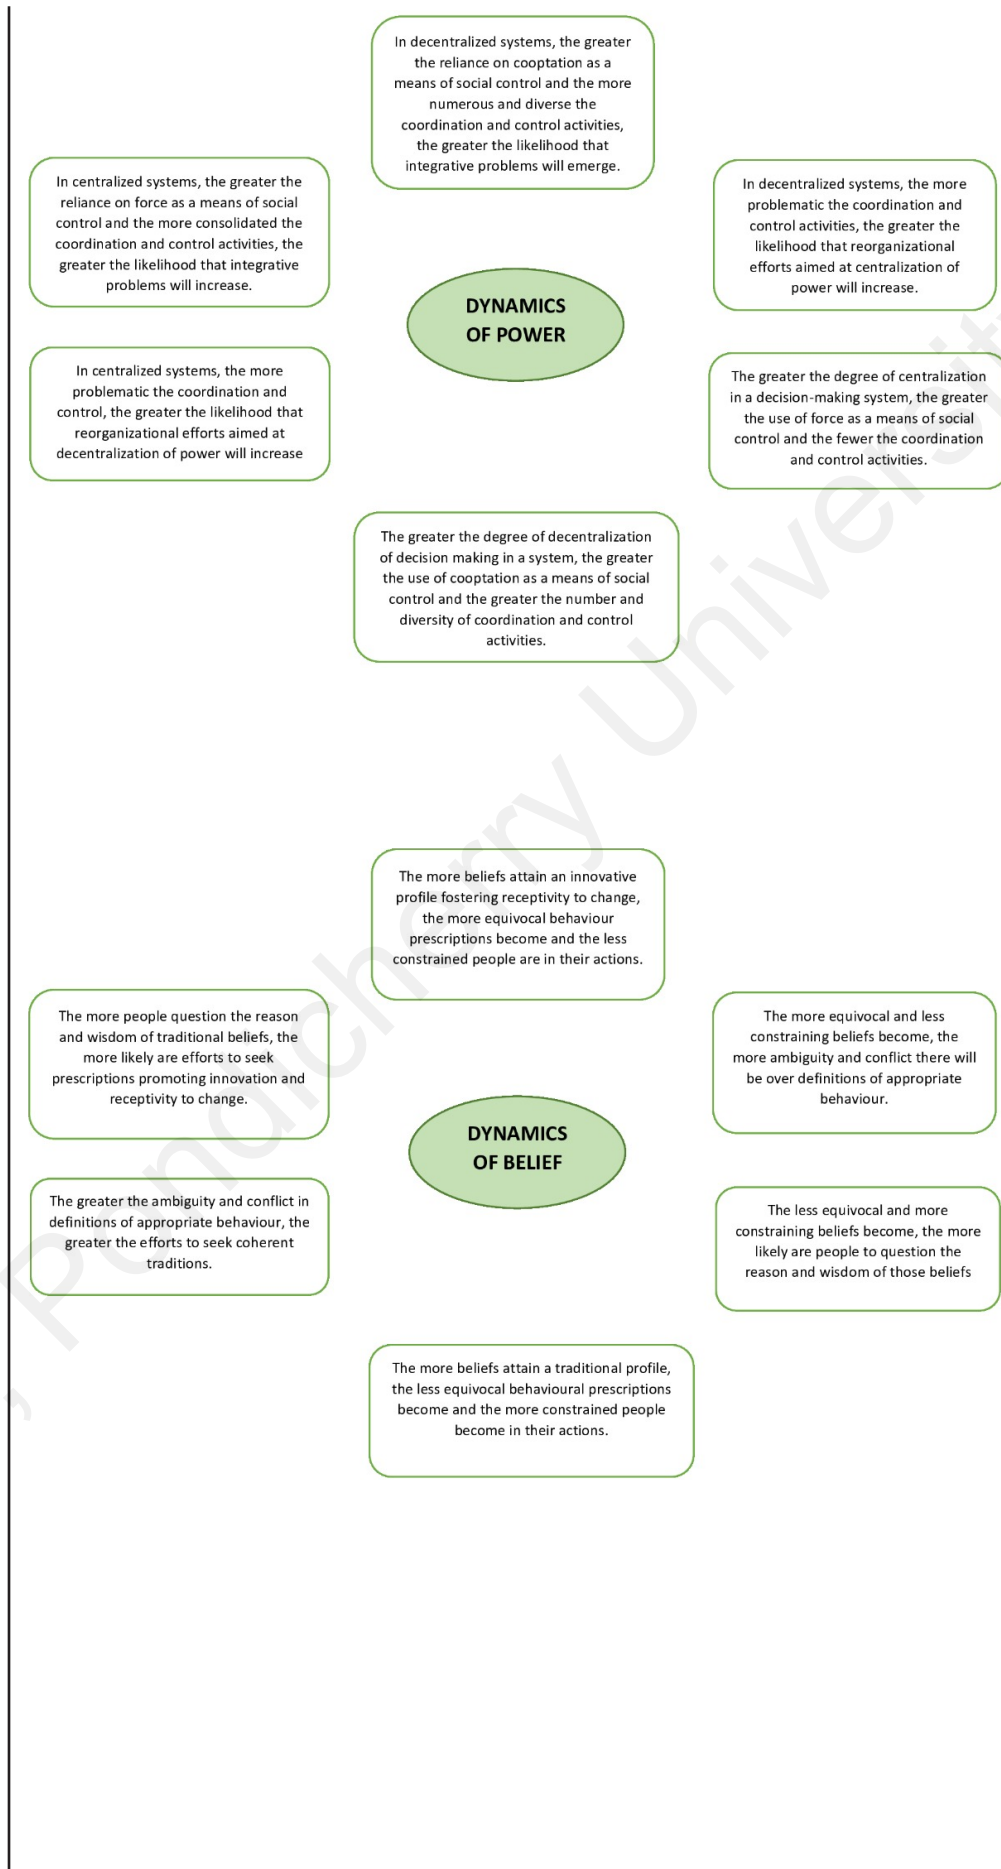 In decentralized systems, the greater
the reliance on cooptation as a
means of social control and the more
numerous and diverse the
coordination and control activities,
the greater the likelihood that
integrative problems will emerge.
In centralized systems, the greater the
reliance on force as a means of social
control and the more consolidated the
coordination and control activities, the
greater the likelihood that integrative
problems will increase.
In decentralized systems, the more
problematic the coordination and
control activities, the greater the
likelihood that reorganizational
efforts aimed at centralization of
power will increase.
DYNAMICS
OF POWER
In centralized systems, the more
problematic the coordination and
control, the greater the likelihood that
reorganizational efforts aimed at
decentralization of power will increase
The greater the degree of centralization
in a decision-making system, the greater
the use of force as a means of social
control and the fewer the coordination
and control activities.
The greater the degree of decentralization
of decision making in a system, the greater
the use of cooptation as a means of social
control and the greater the number and
diversity of coordination and control
activities.
The more beliefs attain an innovative
profile fostering receptivity to change,
the more equivocal behaviour
prescriptions become and the less
constrained people are in their actions.
The more people question the reason
and wisdom of traditional beliefs, the
more likely are efforts to seek
prescriptions promoting innovation and
receptivity to change.
The more equivocal and less
constraining beliefs become, the
more ambiguity and conflict there will
be over definitions of appropriate
behaviour.
DYNAMICS
OF BELIEF
The greater the ambiguity and conflict in
definitions of appropriate behaviour, the
greater the efforts to seek coherent
traditions.
The less equivocal and more
constraining beliefs become, the more
likely are people to question the
reason and wisdom of those beliefs
The more beliefs attain a traditional profile,
the less equivocal behavioural prescriptions
become and the more constrained people
become in their actions.
, Pondicherry University